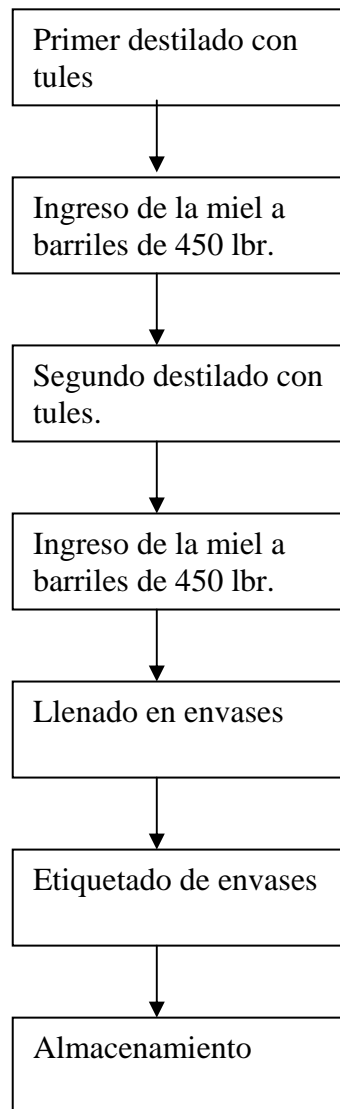 Primer destilado con
tules
Ingreso de la miel a
barriles de 450 lbr.
Segundo destilado con
tules.
Ingreso de la miel a
barriles de 450 lbr.
Llenado en envases
Etiquetado de envases
Almacenamiento